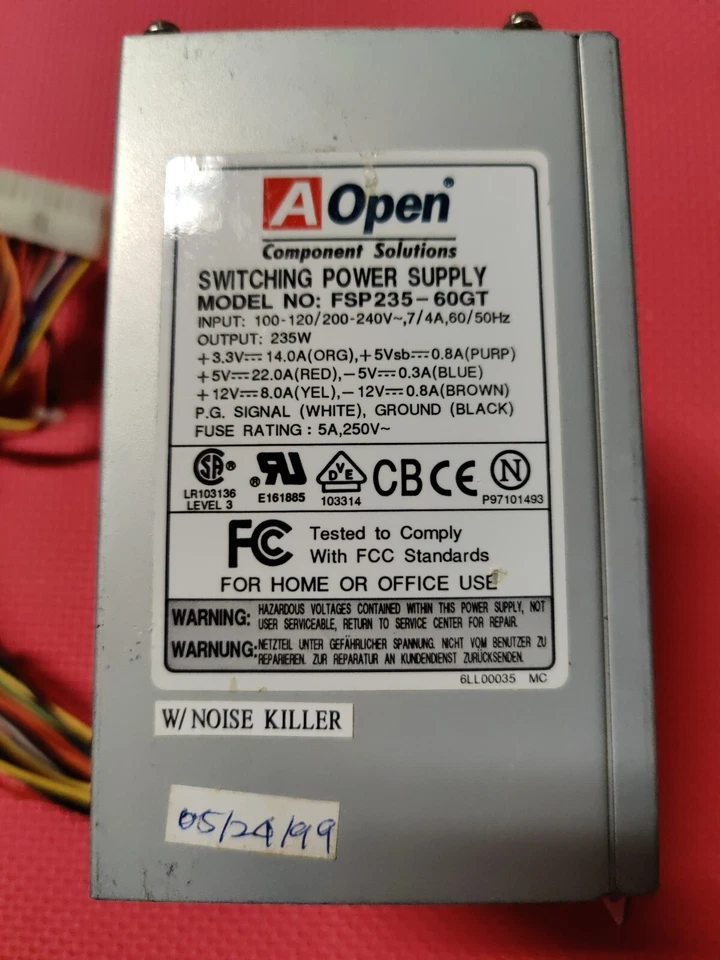 AOpen®
Component Solutions
SWITCHING POWER SUPPLY
MODEL NO: FSP235-60GT
INPUT: 100-120/200-240V~,7/4A,60/50Hz
OUTPUT: 235W
+3.3V⎓14.0A(ORG),+5Vsb⎓0.8A(PURP)
+5V⎓22.0A(RED),-5V⎓0.3A(BLUE)
+12V⎓8.0A(YEL),-12V⎓0.8A(BROWN)
P.G. SIGNAL (WHITE), GROUND (BLACK)
FUSE RATING: 5A,250V~
SA® ®RU DVE CB CE N
LR103136 E161885 103314 P97101493
LEVEL 3
FC Tested to Comply
With FCC Standards
FOR HOME OR OFFICE USE
WARNING: HAZARDOUS VOLTAGES CONTAINED WITHIN THIS POWER SUPPLY, NOT
USER SERVICEABLE, RETURN TO SERVICE CENTER FOR REPAIR.
WARNUNG: NETZTEIL UNTER GEFÄHRLICHER SPANNUNG. NICHT VOM BENUTZER ZU
REPARIEREN. ZUR REPARATUR AN KUNDENDIENST ZURÜCKSENDEN.
6LL00035 MC
W/ NOISE KILLER
05/24/99